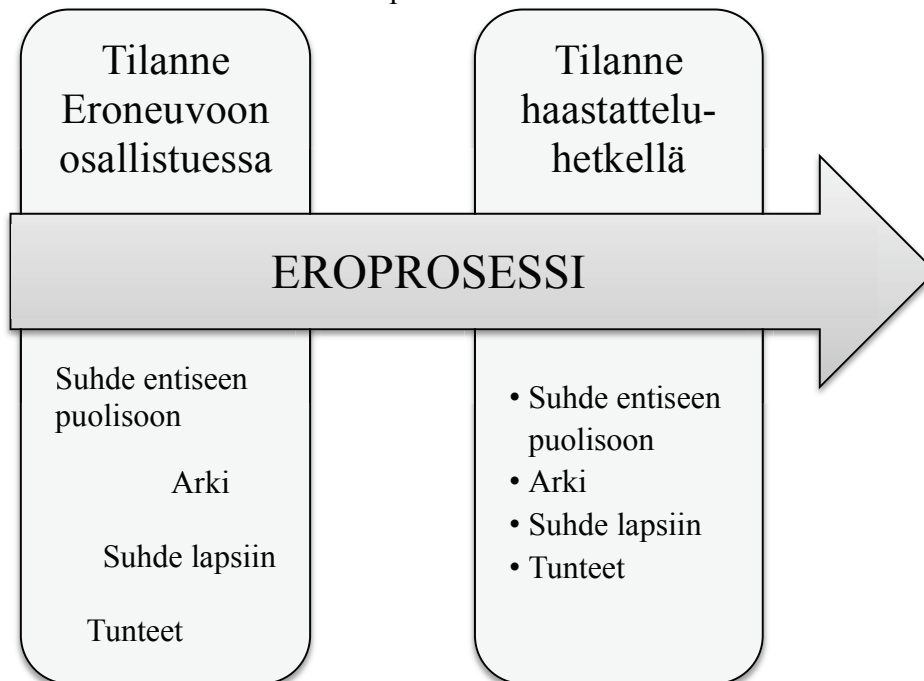 Tilanne
Eroneuvoon
osallistuessa
Tilanne
haastattelu-
hetkellä
EROPROSESSI
Suhde entiseen
puolisoon
Arki
Suhde lapsiin
Tunteet
• Suhde entiseen
puolisoon
• Arki
• Suhde lapsiin
• Tunteet